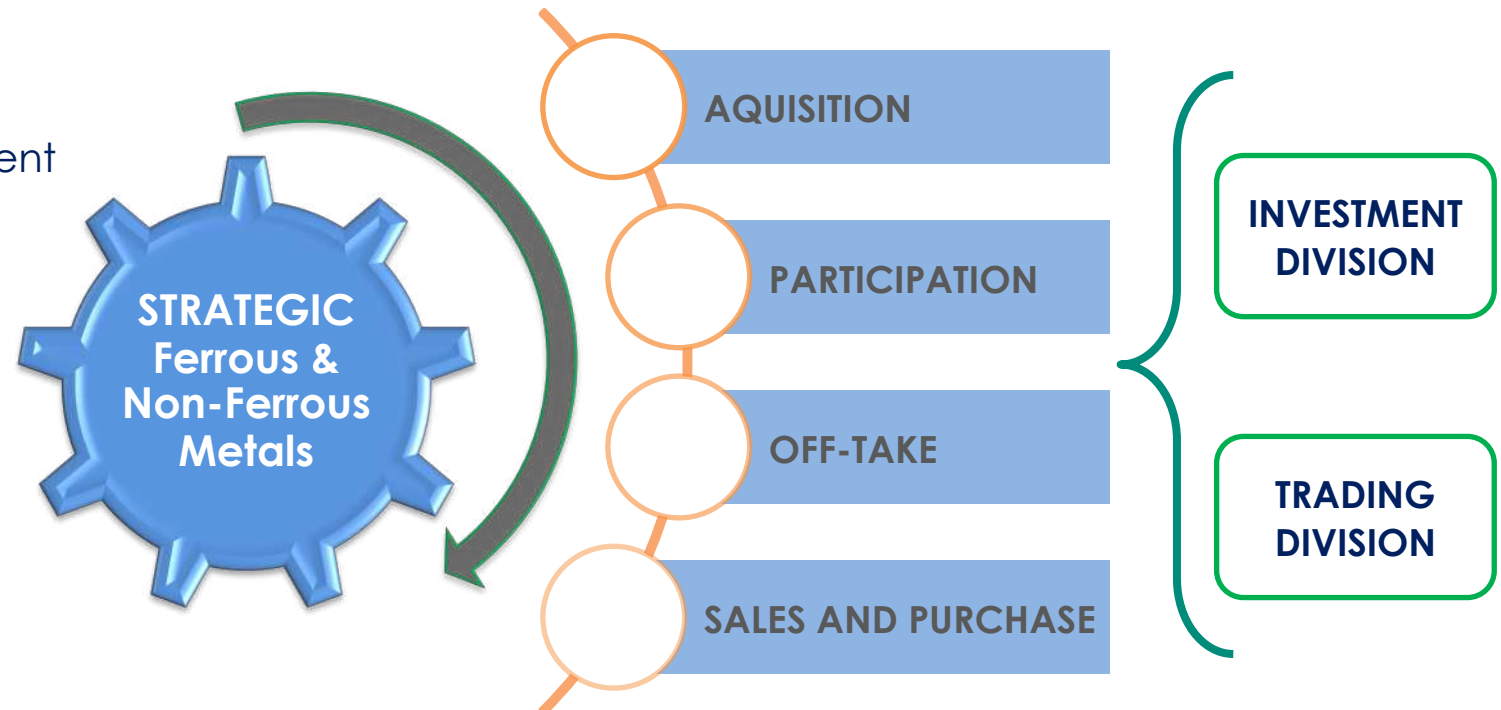 ent
STRATEGIC
Ferrous &
Non-Ferrous
Metals
AQUISITION
PARTICIPATION
OFF-TAKE
SALES AND PURCHASE
INVESTMENT
DIVISION
TRADING
DIVISION